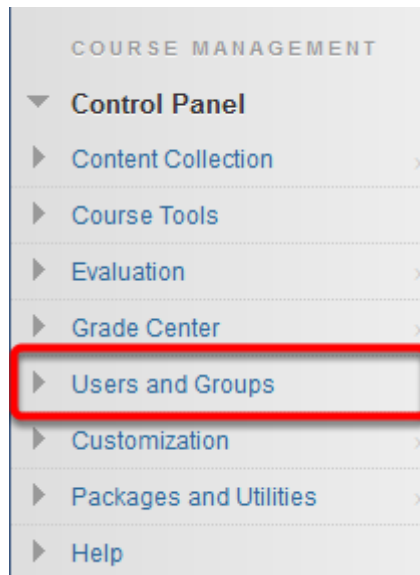 COURSE MANAGEMENT
Control Panel
Content Collection
Course Tools
Evaluation
Grade Center
Users and Groups
Customization
Packages and Utilities
Help